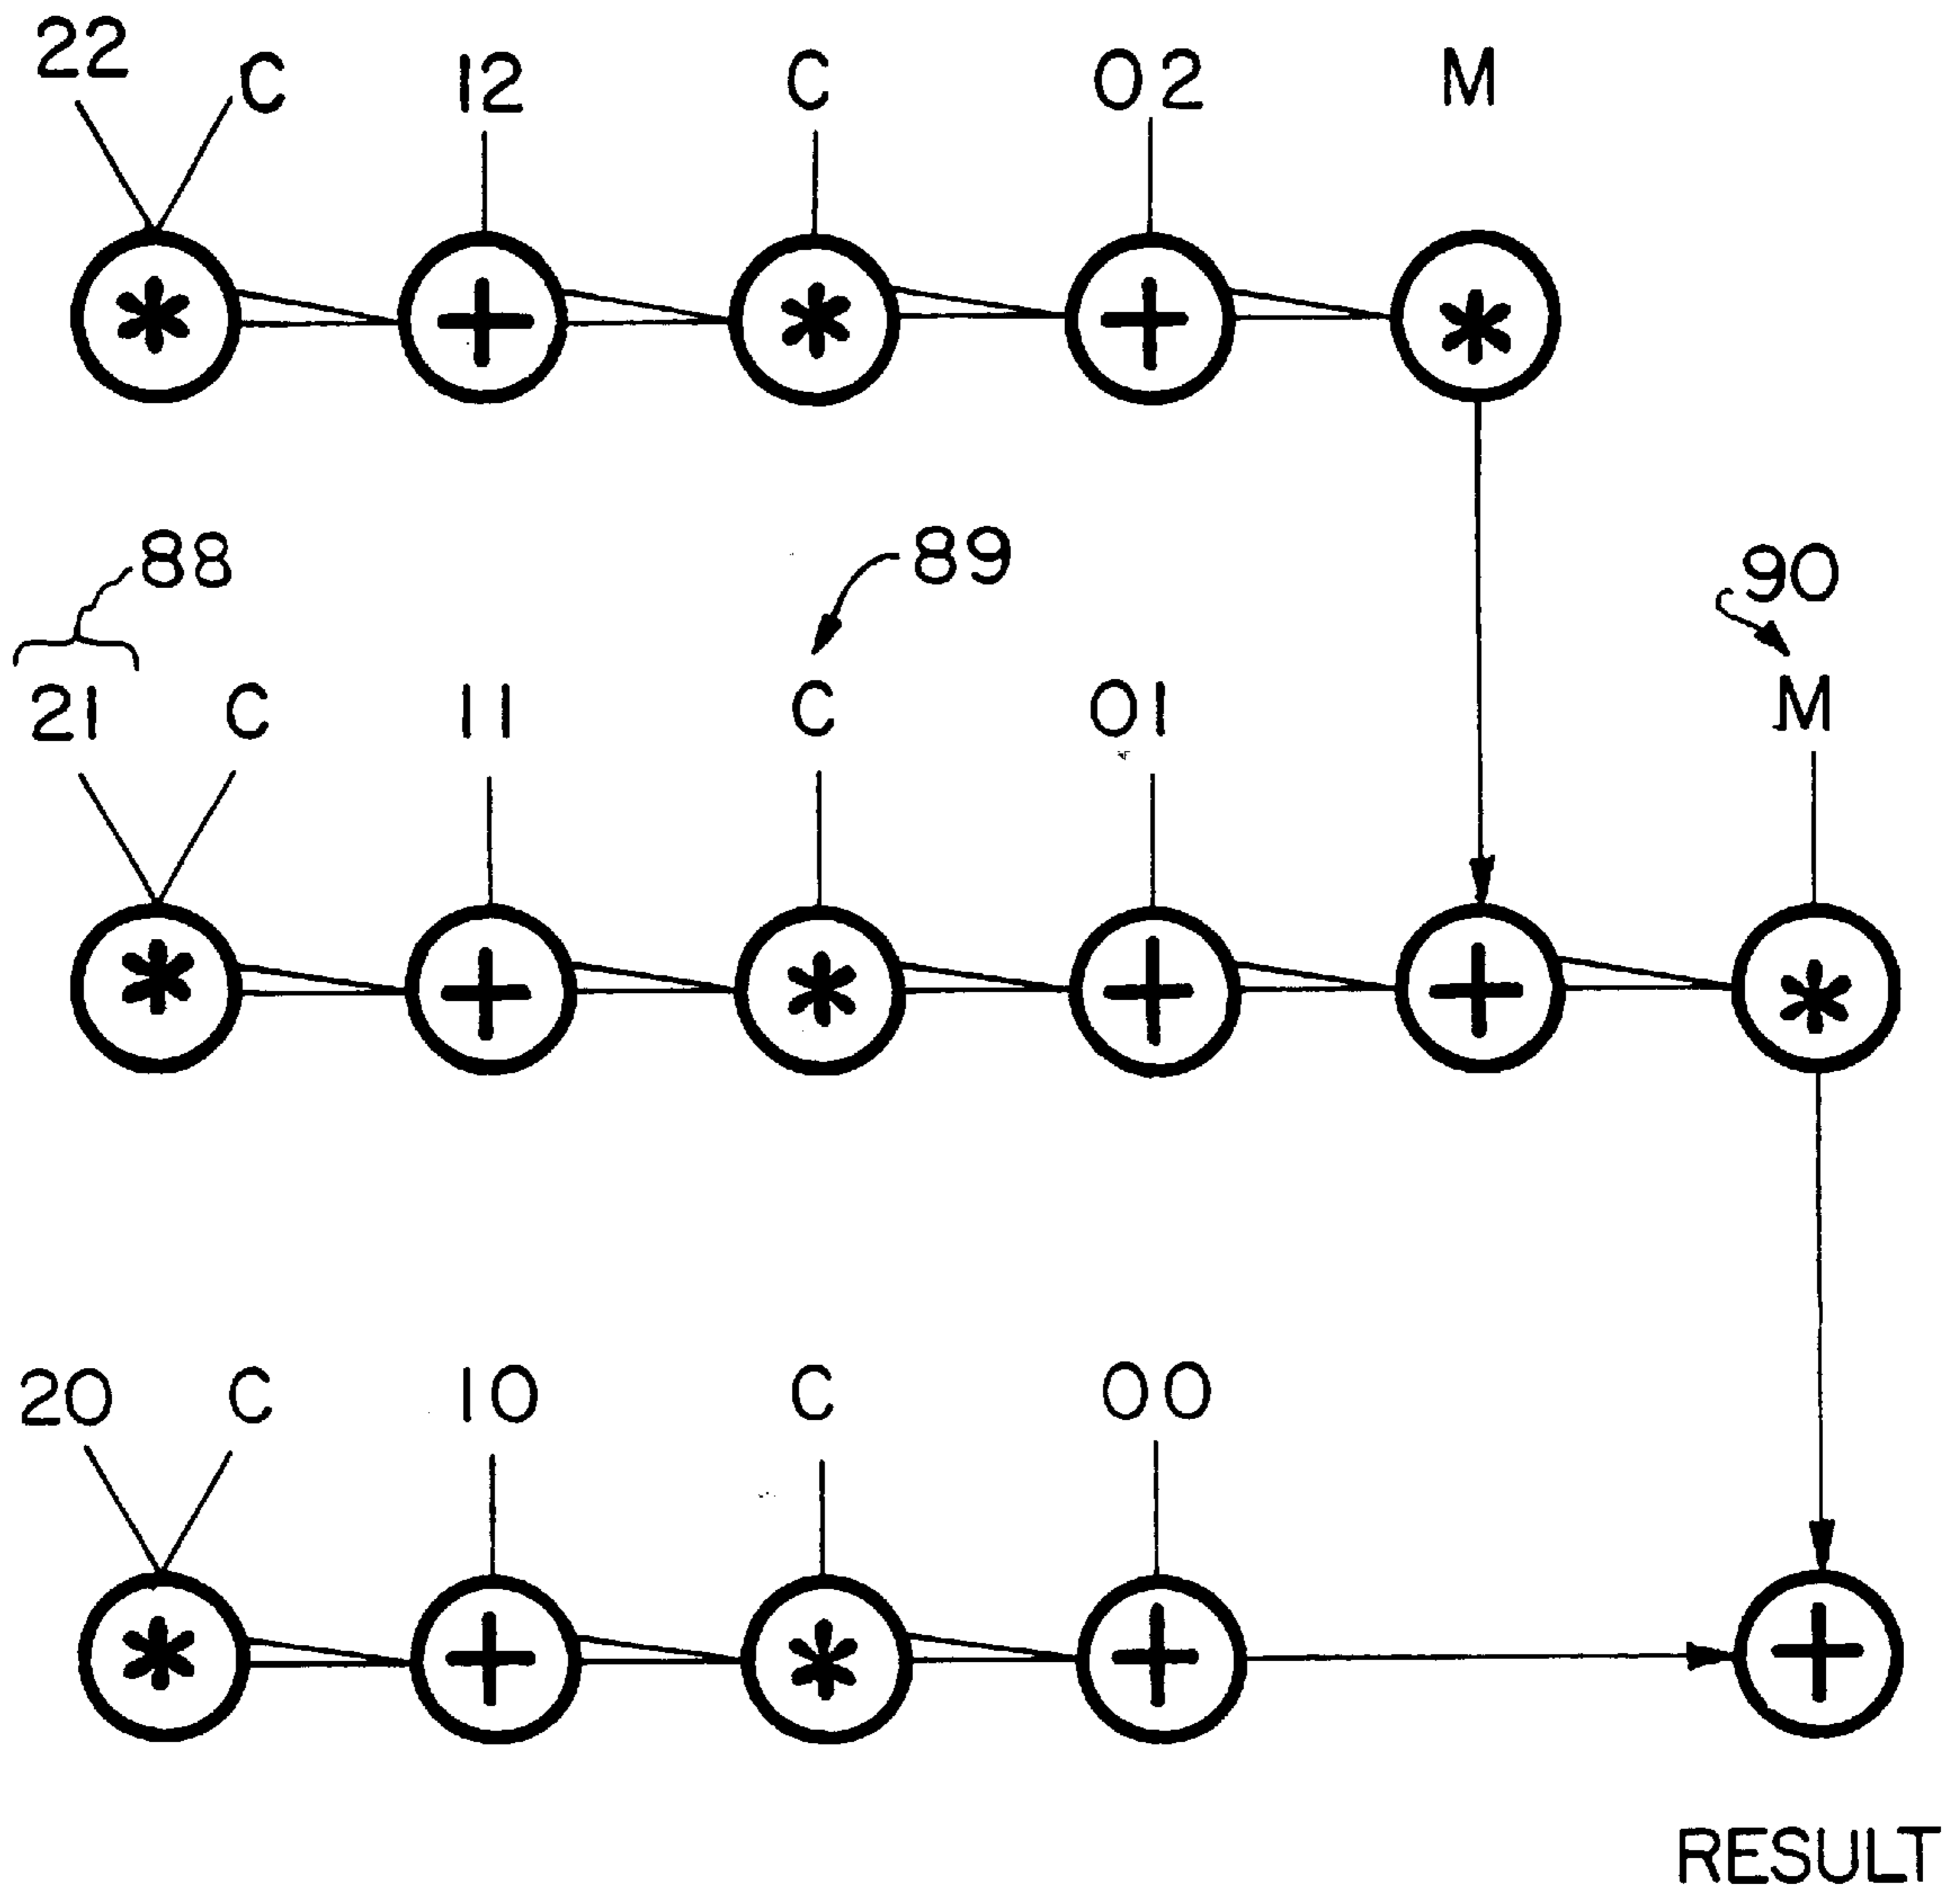 22 C 12 C 02 M
* + * + *
88 89 90
21 C 11 C 01 M
* + * + + *
20 C 10 C 00
* + * + +
RESULT